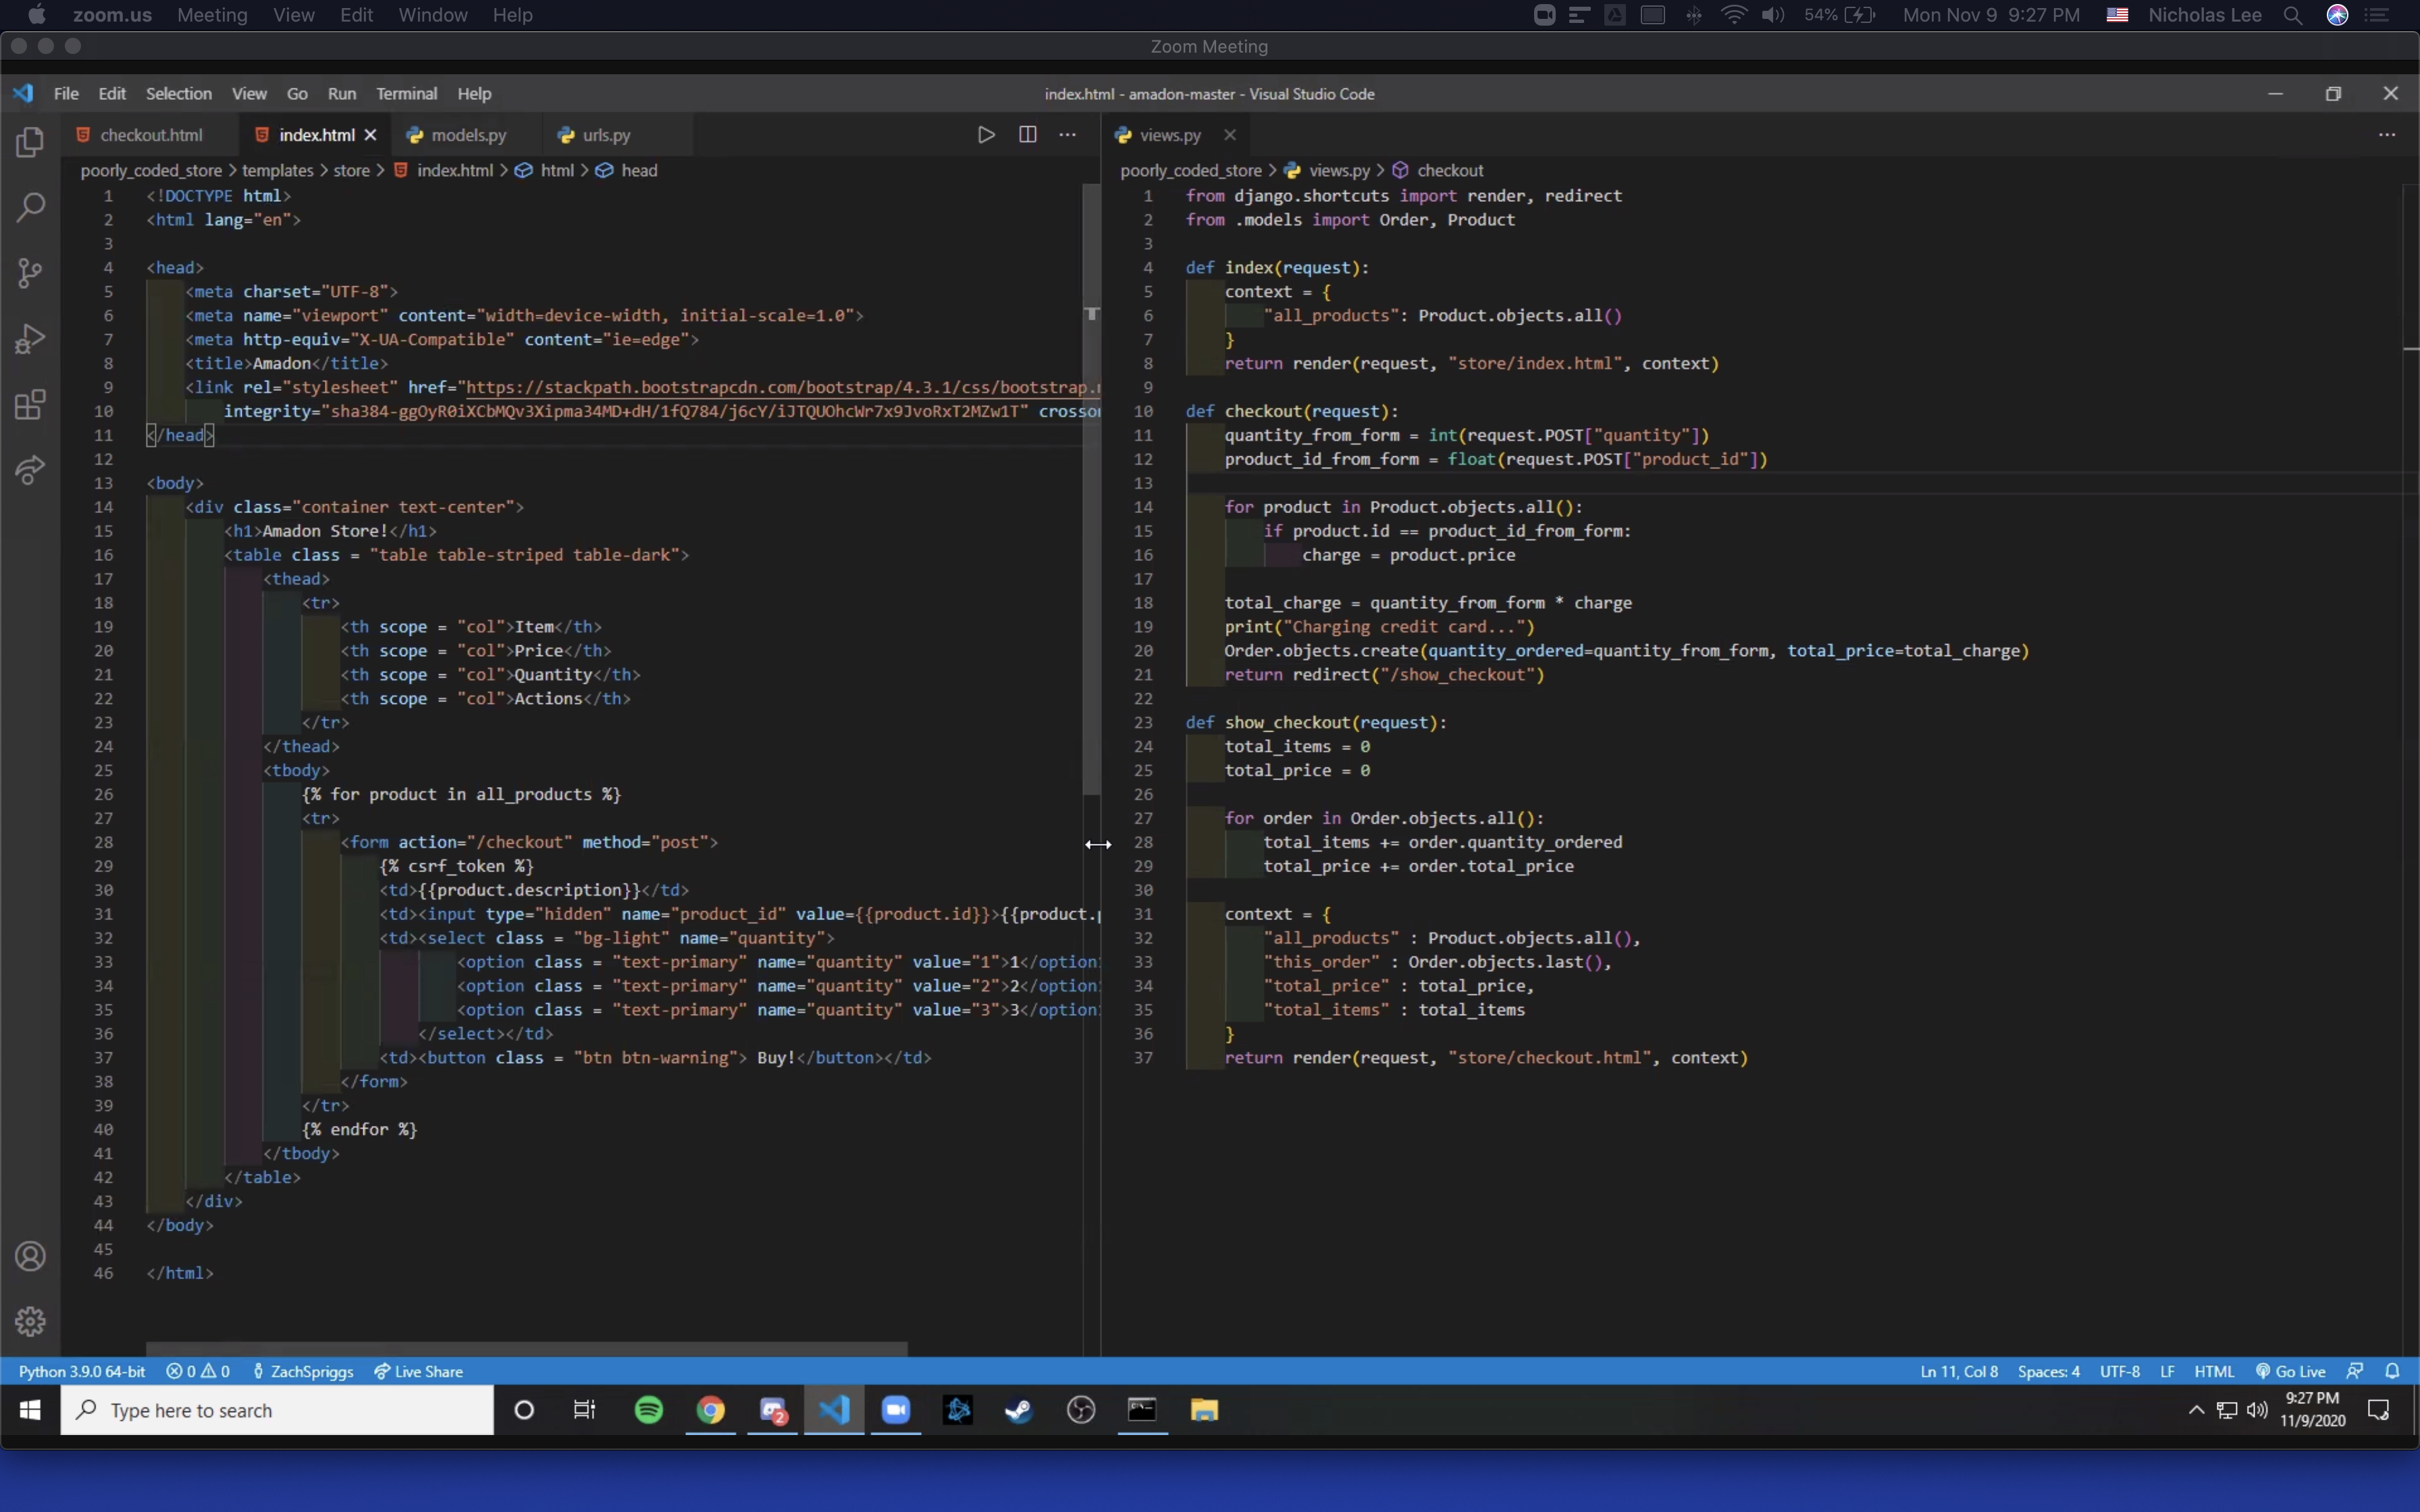 zoom.us Meeting View Edit Window Help
54% Mon Nov 9 9:27 PM Nicholas Lee
Zoom Meeting
File Edit Selection View Go Run Terminal Help
index.html - amadon-master - Visual Studio Code
checkout.html index.html models.py urls.py
poorly_coded_store > templates > store > index.html > html > head
1 <!DOCTYPE html>
2 <html lang="en">
3
4 <head>
5 <meta charset="UTF-8">
6 <meta name="viewport" content="width=device-width, initial-scale=1.0">
7 <meta http-equiv="X-UA-Compatible" content="ie=edge">
8 <title>Amadon</title>
9 <link rel="stylesheet" href="https://stackpath.bootstrapcdn.com/bootstrap/4.3.1/css/bootstrap.
10 integrity="sha384-ggOyR0iXCbMQv3Xipma34MD+dH/1fQ784/j6cY/iJTQUOhcWr7x9JvoRxT2MZw1T" crosso
11 </head>
12
13 <body>
14 <div class="container text-center">
15 <h1>Amadon Store!</h1>
16 <table class = "table table-striped table-dark">
17 <thead>
18 <tr>
19 <th scope = "col">Item</th>
20 <th scope = "col">Price</th>
21 <th scope = "col">Quantity</th>
22 <th scope = "col">Actions</th>
23 </tr>
24 </thead>
25 <tbody>
26 {% for product in all_products %}
27 <tr>
28 <form action="/checkout" method="post">
29 {% csrf_token %}
30 <td>{{product.description}}</td>
31 <td><input type="hidden" name="product_id" value={{product.id}}>{{product.
32 <td><select class = "bg-light" name="quantity">
33 <option class = "text-primary" name="quantity" value="1">1</option
34 <option class = "text-primary" name="quantity" value="2">2</option
35 <option class = "text-primary" name="quantity" value="3">3</option
36 </select></td>
37 <td><button class = "btn btn-warning"> Buy!</button></td>
38 </form>
39 </tr>
40 {% endfor %}
41 </tbody>
42 </table>
43 </div>
44 </body>
45
46 </html>
views.py
poorly_coded_store > views.py > checkout
1 from django.shortcuts import render, redirect
2 from .models import Order, Product
3
4 def index(request):
5 context = {
6 "all_products": Product.objects.all()
7 }
8 return render(request, "store/index.html", context)
9
10 def checkout(request):
11 quantity_from_form = int(request.POST["quantity"])
12 product_id_from_form = float(request.POST["product_id"])
13
14 for product in Product.objects.all():
15 if product.id == product_id_from_form:
16 charge = product.price
17
18 total_charge = quantity_from_form * charge
19 print("Charging credit card...")
20 Order.objects.create(quantity_ordered=quantity_from_form, total_price=total_charge)
21 return redirect("/show_checkout")
22
23 def show_checkout(request):
24 total_items = 0
25 total_price = 0
26
27 for order in Order.objects.all():
28 total_items += order.quantity_ordered
29 total_price += order.total_price
30
31 context = {
32 "all_products" : Product.objects.all(),
33 "this_order" : Order.objects.last(),
34 "total_price" : total_price,
35 "total_items" : total_items
36 }
37 return render(request, "store/checkout.html", context)
Python 3.9.0 64-bit 0 0 ZachSpriggs Live Share
Ln 11, Col 8 Spaces: 4 UTF-8 LF HTML Go Live
Type here to search
2
9:27 PM
11/9/2020